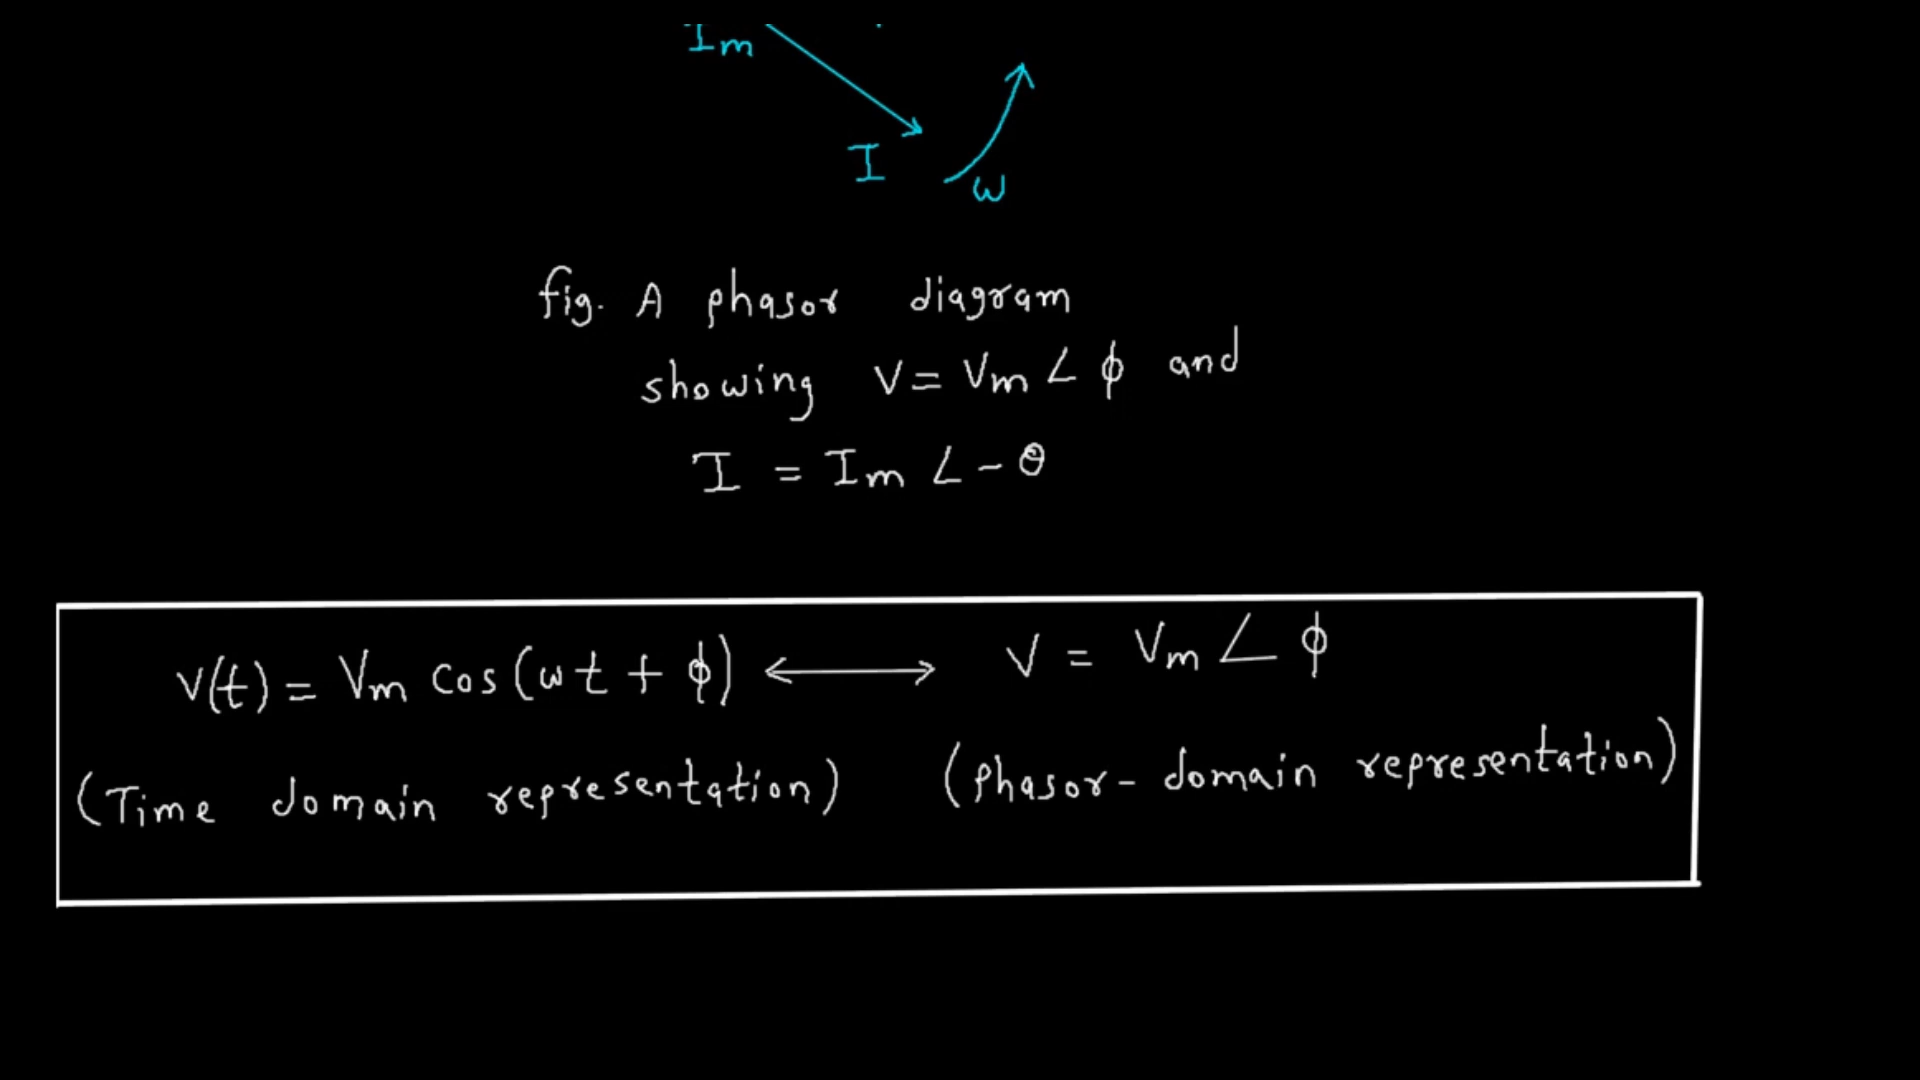 Im
I
ω
fig. A phasor diagram
showing V = Vm ∠ ϕ and
I = Im ∠ - θ
v(t) = Vm cos (ωt + ϕ) ⟷ V = Vm ∠ ϕ
(Time domain representation) (phasor - domain representation)